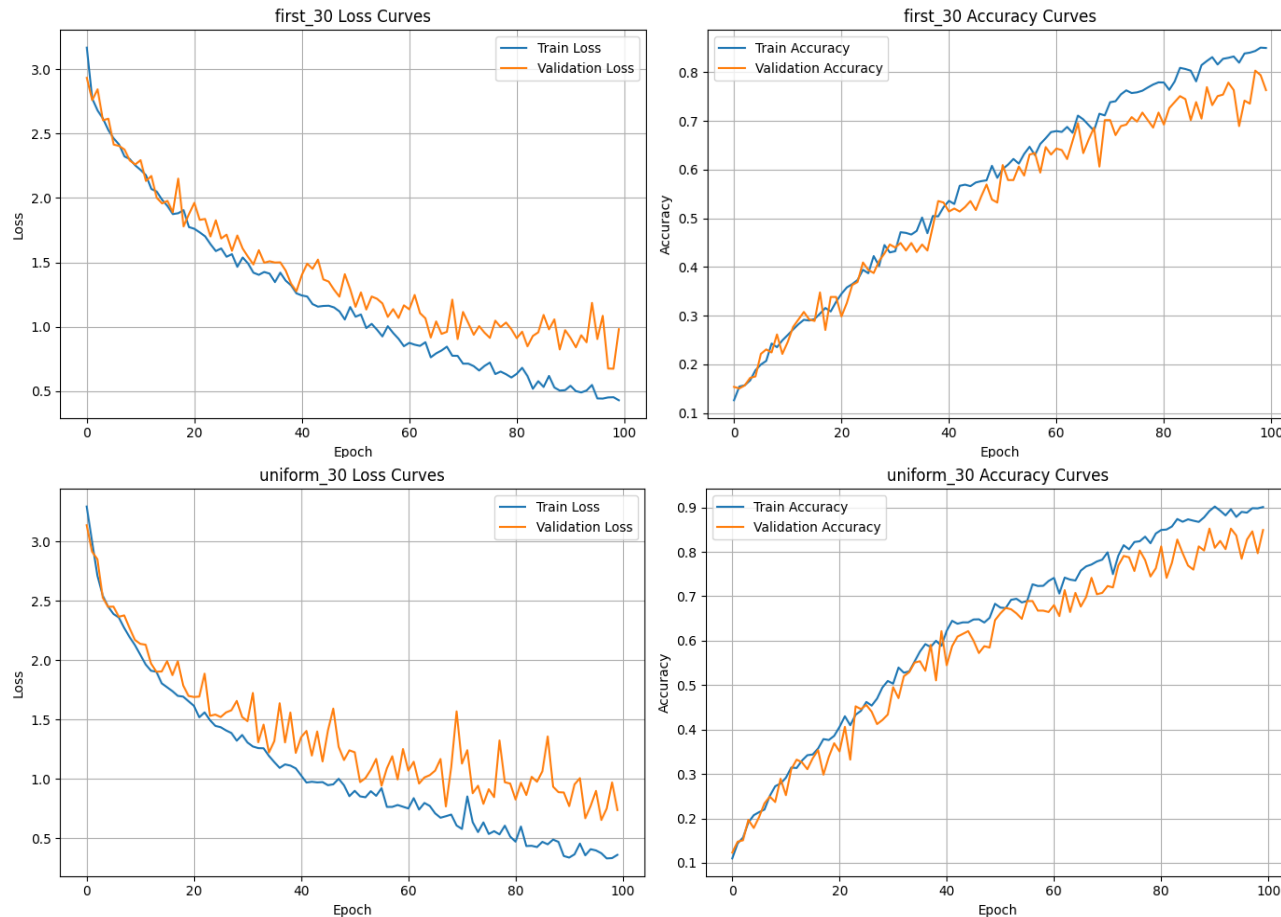 first_30 Loss Curves
Train Loss
Validation Loss
3.0
2.5
2.0
1.5
1.0
0.5
Loss
0 20 40 60 80 100
Epoch
first_30 Accuracy Curves
Train Accuracy
Validation Accuracy
0.8
0.7
0.6
0.5
0.4
0.3
0.2
0.1
Accuracy
0 20 40 60 80 100
Epoch
uniform_30 Loss Curves
Train Loss
Validation Loss
3.0
2.5
2.0
1.5
1.0
0.5
Loss
0 20 40 60 80 100
Epoch
uniform_30 Accuracy Curves
Train Accuracy
Validation Accuracy
0.9
0.8
0.7
0.6
0.5
0.4
0.3
0.2
0.1
Accuracy
0 20 40 60 80 100
Epoch